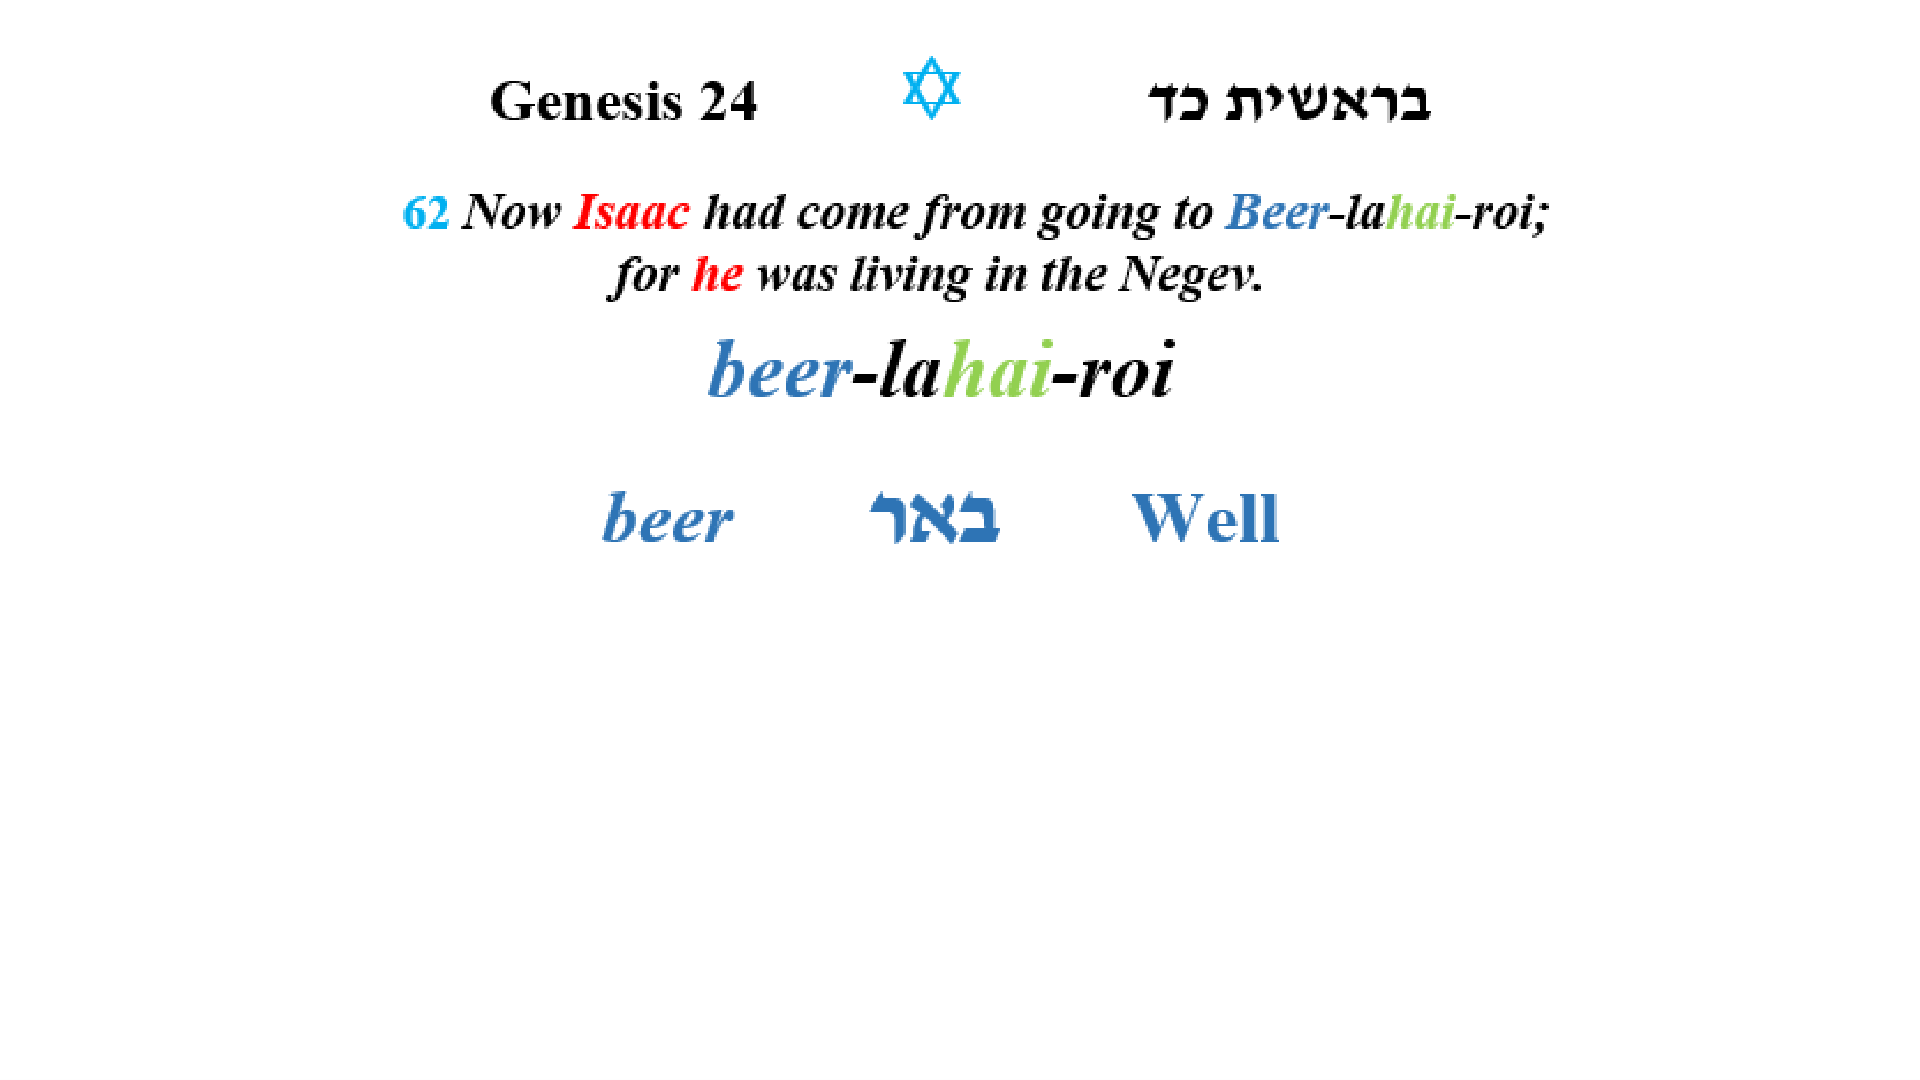 Genesis 24 ✡ בראשית כד
62 Now Isaac had come from going to Beer-lahai-roi;
for he was living in the Negev.
beer-lahai-roi
beer באר Well